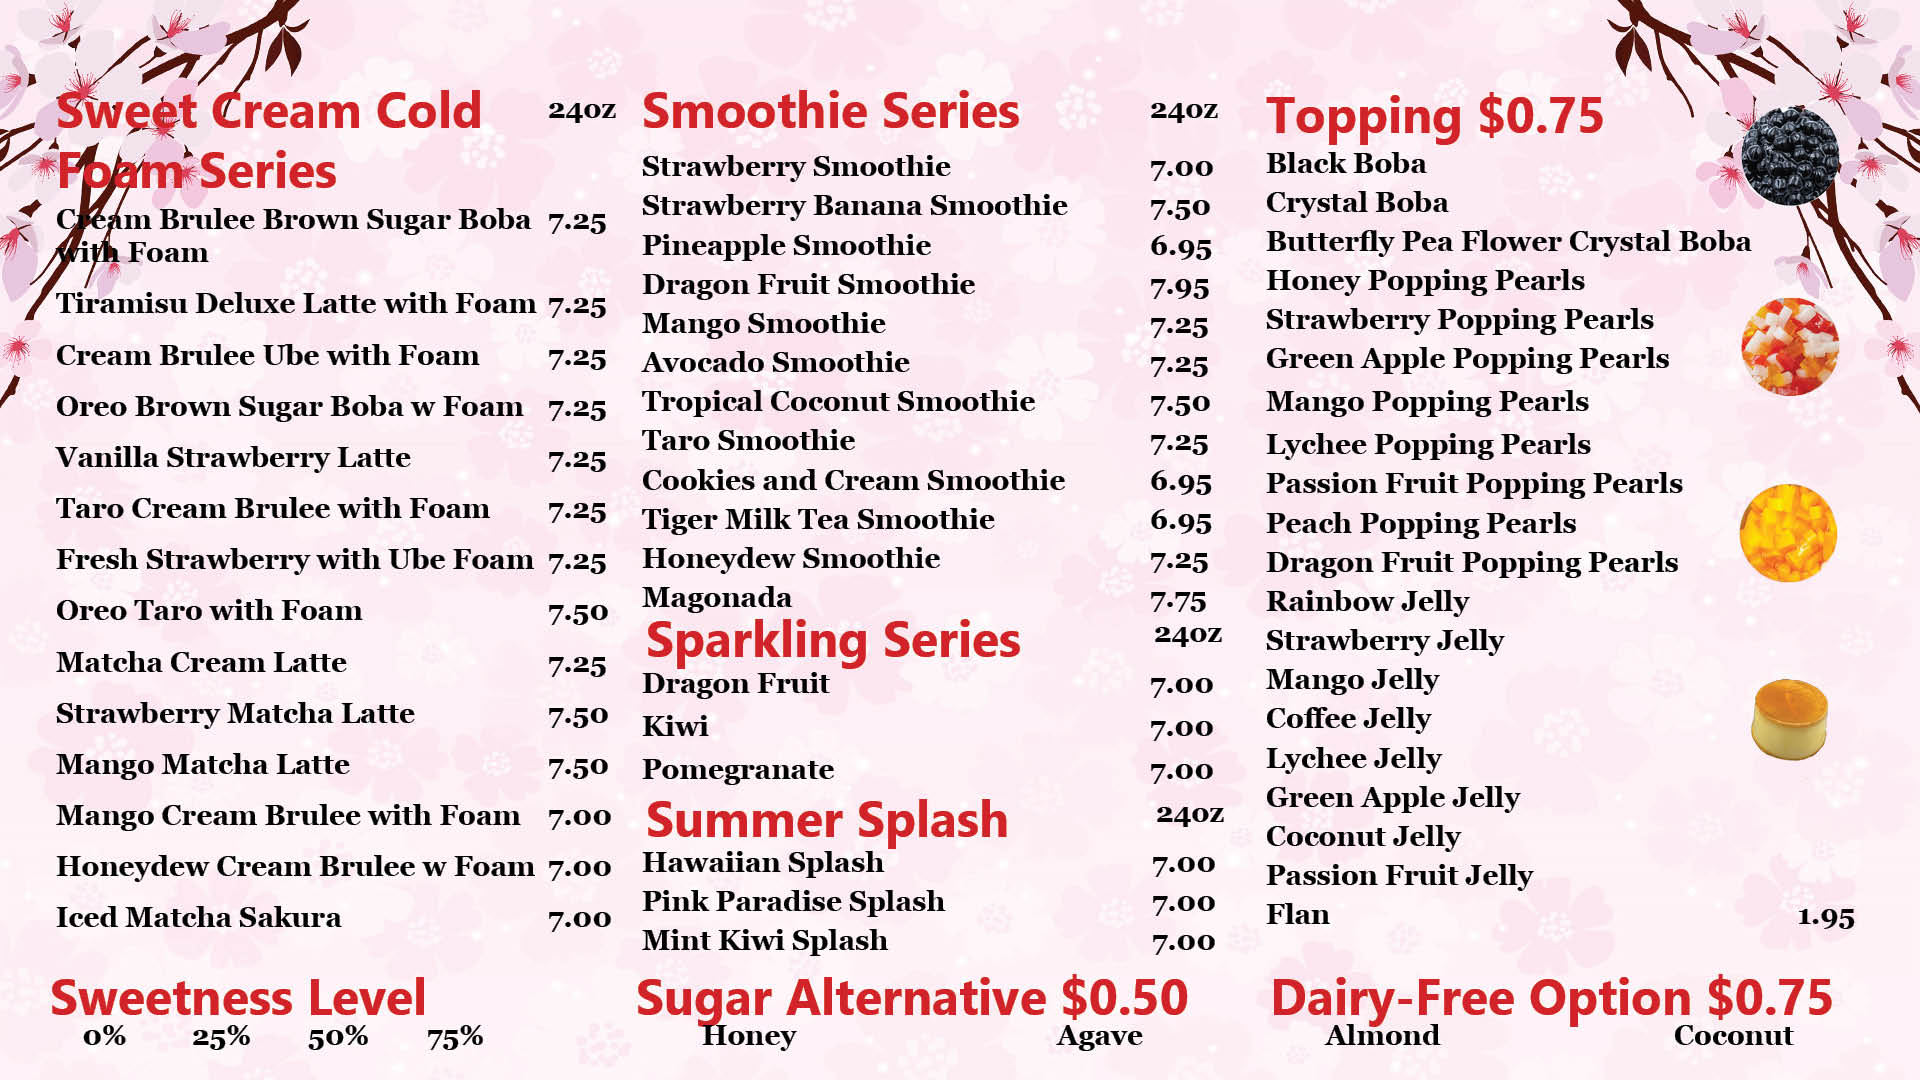 Sweet Cream Cold 24oz
Foam Series
Cream Brulee Brown Sugar Boba 7.25
with Foam
Tiramisu Deluxe Latte with Foam 7.25
Cream Brulee Ube with Foam 7.25
Oreo Brown Sugar Boba w Foam 7.25
Vanilla Strawberry Latte 7.25
Taro Cream Brulee with Foam 7.25
Fresh Strawberry with Ube Foam 7.25
Oreo Taro with Foam 7.50
Matcha Cream Latte 7.25
Strawberry Matcha Latte 7.50
Mango Matcha Latte 7.50
Mango Cream Brulee with Foam 7.00
Honeydew Cream Brulee w Foam 7.00
Iced Matcha Sakura 7.00
Sweetness Level
0% 25% 50% 75%
Smoothie Series 24oz
Strawberry Smoothie 7.00
Strawberry Banana Smoothie 7.50
Pineapple Smoothie 6.95
Dragon Fruit Smoothie 7.95
Mango Smoothie 7.25
Avocado Smoothie 7.25
Tropical Coconut Smoothie 7.50
Taro Smoothie 7.25
Cookies and Cream Smoothie 6.95
Tiger Milk Tea Smoothie 6.95
Honeydew Smoothie 7.25
Magonada 7.75
Sparkling Series 24oz
Dragon Fruit 7.00
Kiwi 7.00
Pomegranate 7.00
Summer Splash 24oz
Hawaiian Splash 7.00
Pink Paradise Splash 7.00
Mint Kiwi Splash 7.00
Sugar Alternative $0.50
Honey Agave
Topping $0.75
Black Boba
Crystal Boba
Butterfly Pea Flower Crystal Boba
Honey Popping Pearls
Strawberry Popping Pearls
Green Apple Popping Pearls
Mango Popping Pearls
Lychee Popping Pearls
Passion Fruit Popping Pearls
Peach Popping Pearls
Dragon Fruit Popping Pearls
Rainbow Jelly
Strawberry Jelly
Mango Jelly
Coffee Jelly
Lychee Jelly
Green Apple Jelly
Coconut Jelly
Passion Fruit Jelly
Flan 1.95
Dairy-Free Option $0.75
Almond Coconut